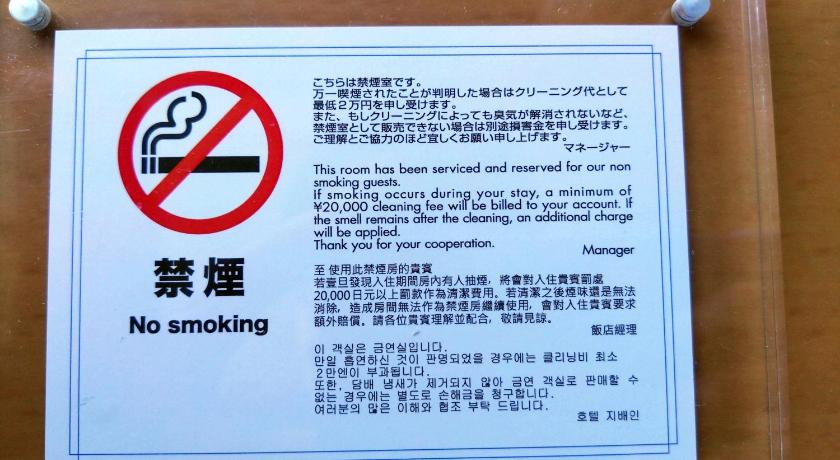 禁煙
No smoking
こちらは禁煙室です。
万一喫煙されたことが判明した場合はクリーニング代として
最低2万円を申し受けます。
また、もしクリーニングによっても臭気が解消されないなど、
禁煙室として販売できない場合は別途損害金を申し受けます。
ご理解とご協力のほど宜しくお願い申し上げます。
マネージャー
This room has been serviced and reserved for our non
smoking guests.
If smoking occurs during your stay, a minimum of
¥20,000 cleaning fee will be billed to your account. If
the smell remains after the cleaning, an additional charge
will be applied.
Thank you for your cooperation.
Manager
至 使用此禁煙房的貴賓
若壹旦發現入住期間房內有人抽煙，將會對入住貴賓罰處
20,000日元以上罰款作為清潔費用。若清潔之後煙味還是無法
消除，造成房間無法作為禁煙房繼續使用，會對入住貴賓要求
額外賠償。請各位貴賓理解並配合，敬請見諒。
飯店經理
이 객실은 금연실입니다.
만일 흡연하신 것이 판명되었을 경우에는 클리닝비 최소
2만엔이 부과됩니다.
또한, 담배 냄새가 제거되지 않아 금연 객실로 판매할 수
없는 경우에는 별도로 손해금을 청구합니다.
여러분의 많은 이해와 협조 부탁 드립니다.
호텔 지배인